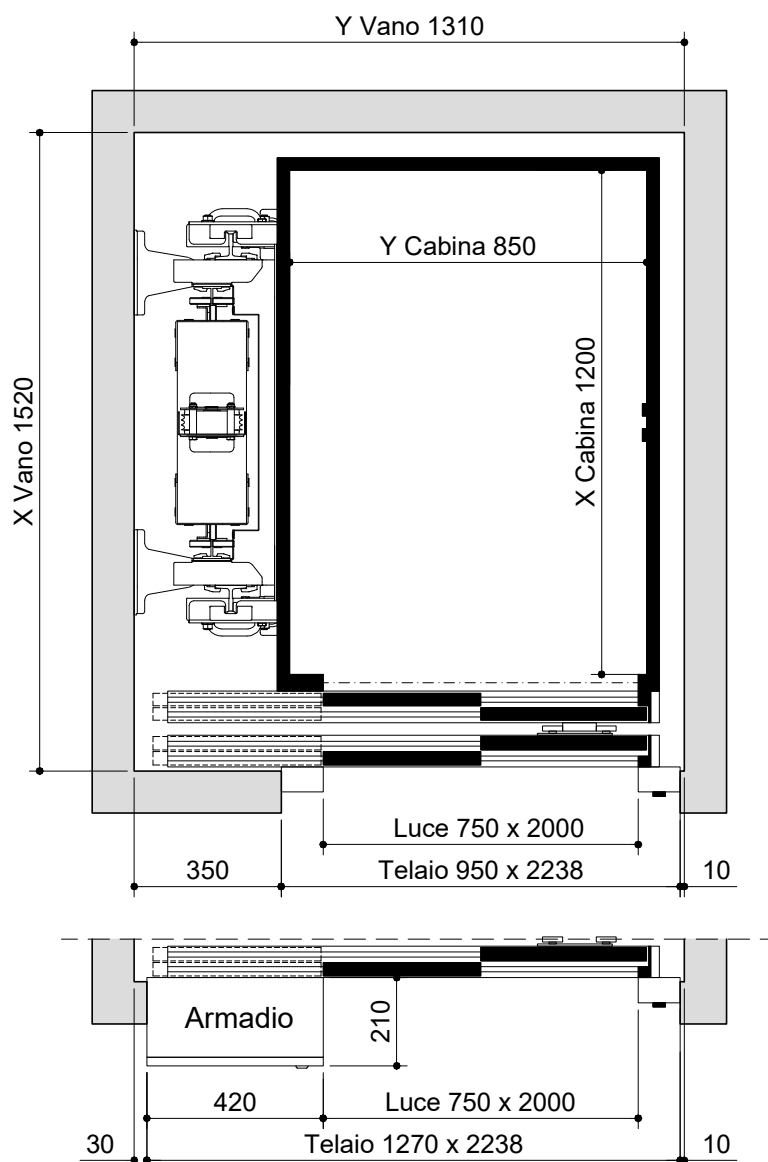 Y Vano 1310
Y Cabina 850
X Cabina 1200
X Vano 1520
Luce 750 x 2000
350
Telaio 950 x 2238
10
Armadio
210
420
Luce 750 x 2000
30
Telaio 1270 x 2238
10